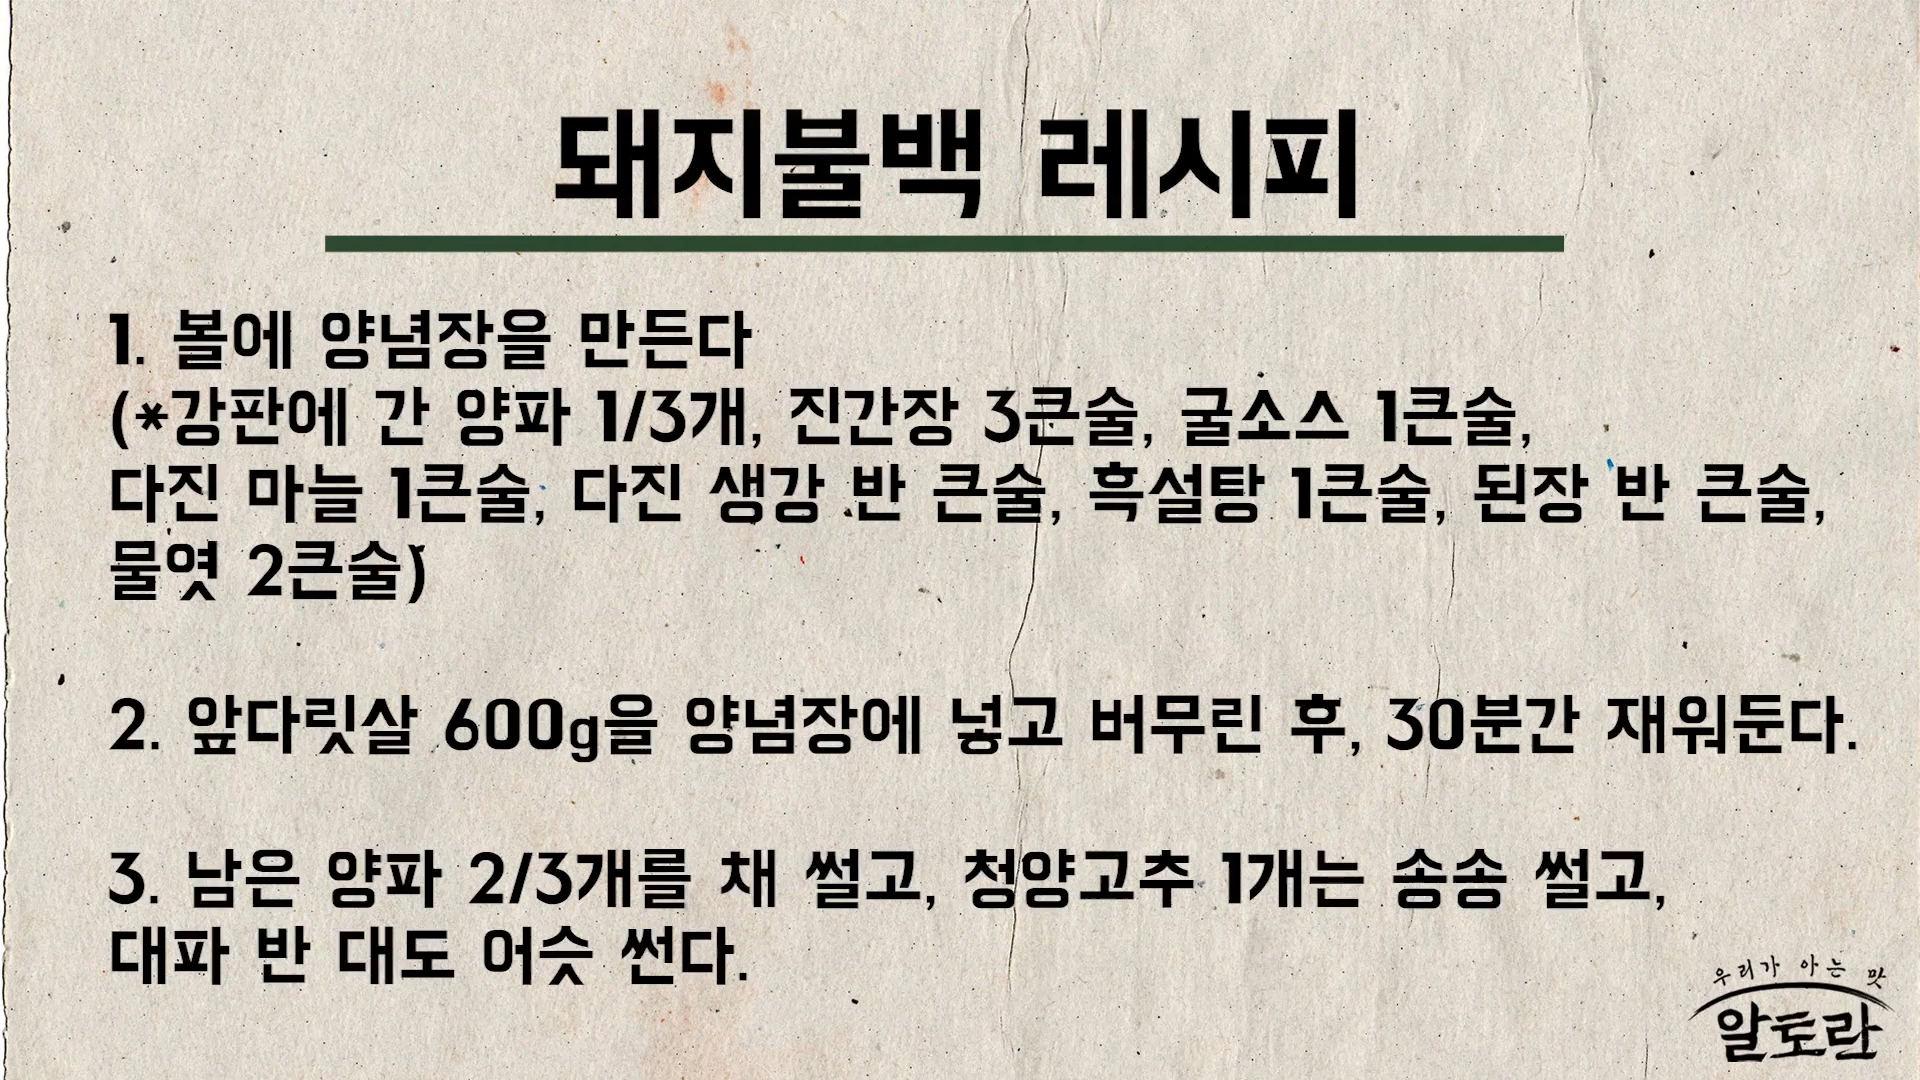 돼지불백 레시피
1. 볼에 양념장을 만든다
(*강판에 간 양파 1/3개, 진간장 3큰술, 굴소스 1큰술,
다진 마늘 1큰술, 다진 생강 반 큰술, 흑설탕 1큰술, 된장 반 큰술,
물엿 2큰술)
2. 앞다릿살 600g을 양념장에 넣고 버무린 후, 30분간 재워둔다.
3. 남은 양파 2/3개를 채 썰고, 청양고추 1개는 송송 썰고,
대파 반 대도 어슷 썬다.
우리가 아는 맛
알토란